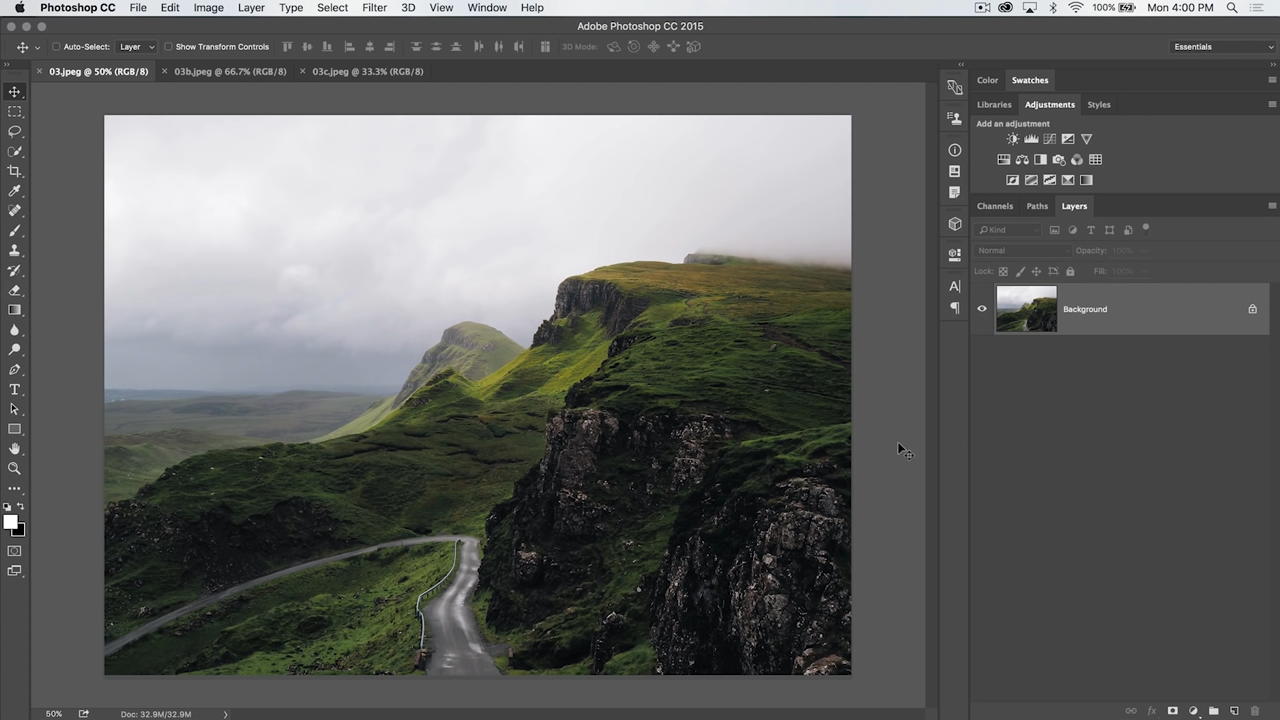 Photoshop CC File Edit Image Layer Type Select Filter 3D View Window Help 100% Mon 4:00 PM
Adobe Photoshop CC 2015
Auto-Select: Layer Show Transform Controls 3D Mode: Essentials
03.jpeg @ 50% (RGB/8) 03b.jpeg @ 66.7% (RGB/8) 03c.jpeg @ 33.3% (RGB/8)
Color Swatches
Libraries Adjustments Styles
Add an adjustment
Channels Paths Layers
Kind
Normal Opacity: 100%
Lock: Fill: 100%
Background
50% Doc: 32.9M/32.9M